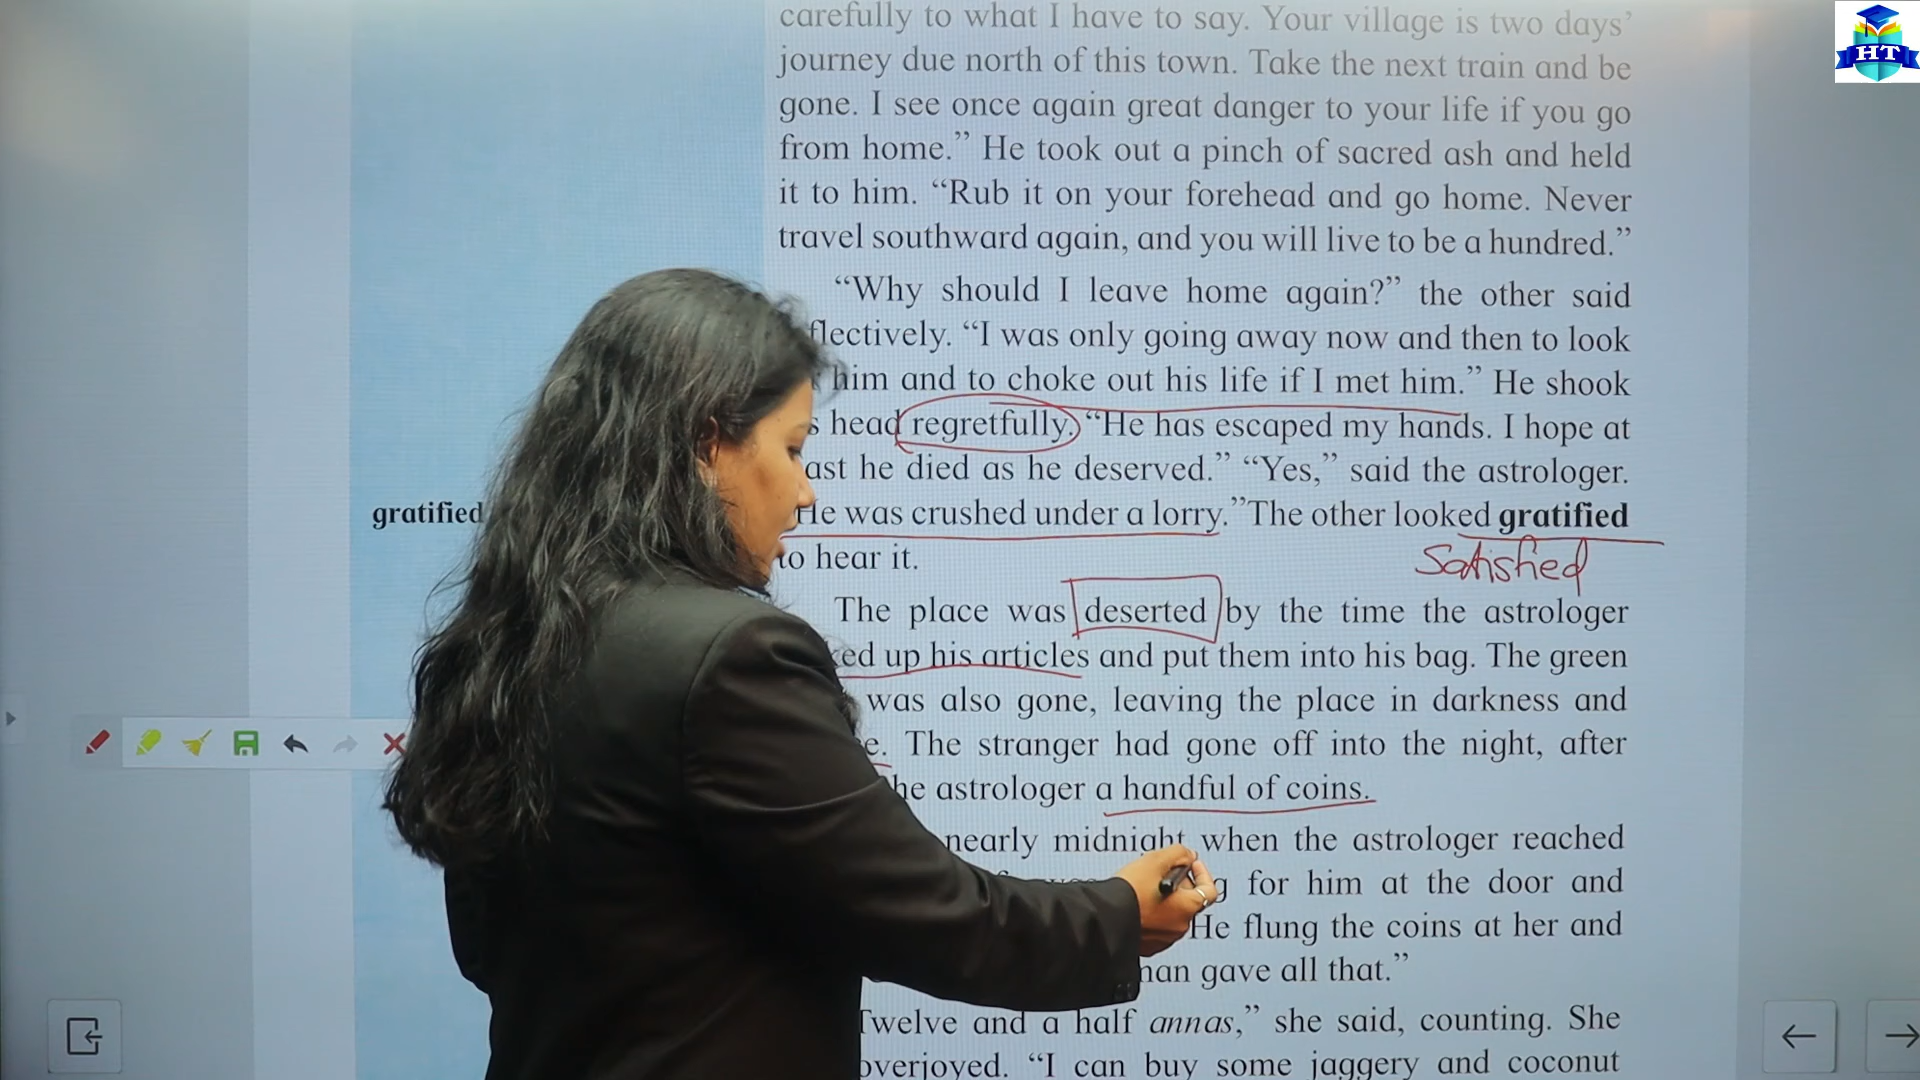 HT
carefully to what I have to say. Your village is two days’
journey due north of this town. Take the next train and be
gone. I see once again great danger to your life if you go
from home.” He took out a pinch of sacred ash and held
it to him. “Rub it on your forehead and go home. Never
travel southward again, and you will live to be a hundred.”
“Why should I leave home again?” the other said
flectively. “I was only going away now and then to look
him and to choke out his life if I met him.” He shook
s head regretfully. “He has escaped my hands. I hope at
ast he died as he deserved.” “Yes,” said the astrologer.
gratified
He was crushed under a lorry.”The other looked gratified
to hear it.
Satisfied
The place was deserted by the time the astrologer
ked up his articles and put them into his bag. The green
was also gone, leaving the place in darkness and
e. The stranger had gone off into the night, after
he astrologer a handful of coins.
nearly midnight when the astrologer reached
g for him at the door and
He flung the coins at her and
man gave all that.”
Twelve and a half annas,” she said, counting. She
overjoyed. “I can buy some jaggery and coconut